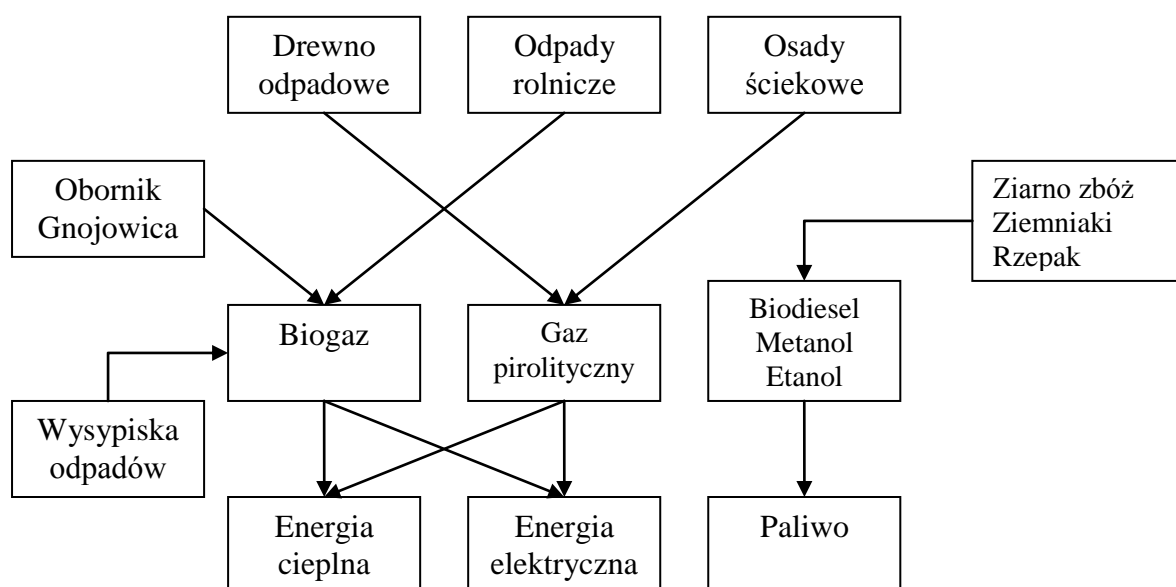 Drewno
odpadowe
Odpady
rolnicze
Osady
ściekowe
Obornik
Gnojowica
Ziarno zbóż
Ziemniaki
Rzepak
Biogaz
Gaz
pirolityczny
Biodiesel
Metanol
Etanol
Wysypiska
odpadów
Energia
cieplna
Energia
elektryczna
Paliwo